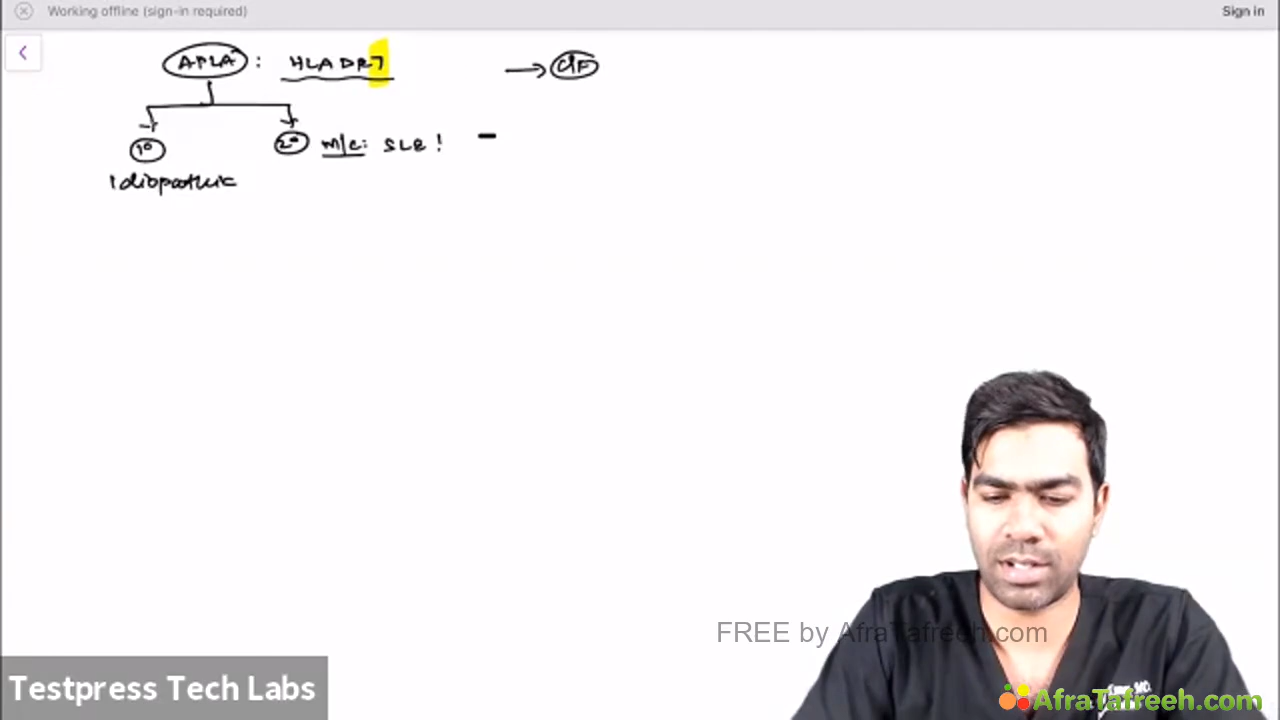 Working offline (sign-in required)
Sign in
APLA : HLA DR7
→ C/F
1° 2° M/C: SLE !
Idiopathic
FREE by AfraTafreeh.com
Testpress Tech Labs
AfraTafreeh.com